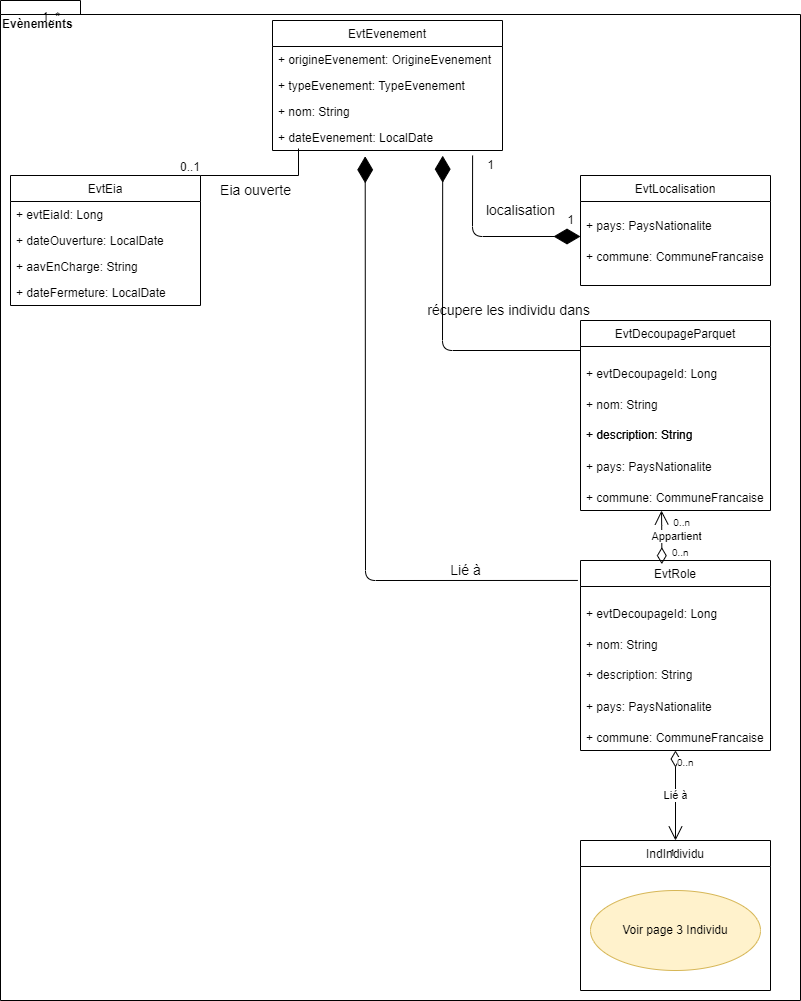 1..*
Evènements
EvtEvenement
+ origineEvenement: OrigineEvenement
+ typeEvenement: TypeEvenement
+ nom: String
+ dateEvenement: LocalDate
0..1
Eia ouverte
1
EvtEia
+ evtEiaId: Long
+ dateOuverture: LocalDate
+ aavEnCharge: String
+ dateFermeture: LocalDate
localisation
1
EvtLocalisation
+ pays: PaysNationalite
+ commune: CommuneFrancaise
récupere les individu dans
EvtDecoupageParquet
+ evtDecoupageId: Long
+ nom: String
+ description: String
+ pays: PaysNationalite
+ commune: CommuneFrancaise
0..n
Appartient
0..n
Lié à
EvtRole
+ evtDecoupageId: Long
+ nom: String
+ description: String
+ pays: PaysNationalite
+ commune: CommuneFrancaise
0..n
Lié à
IndIndividu
Voir page 3 Individu